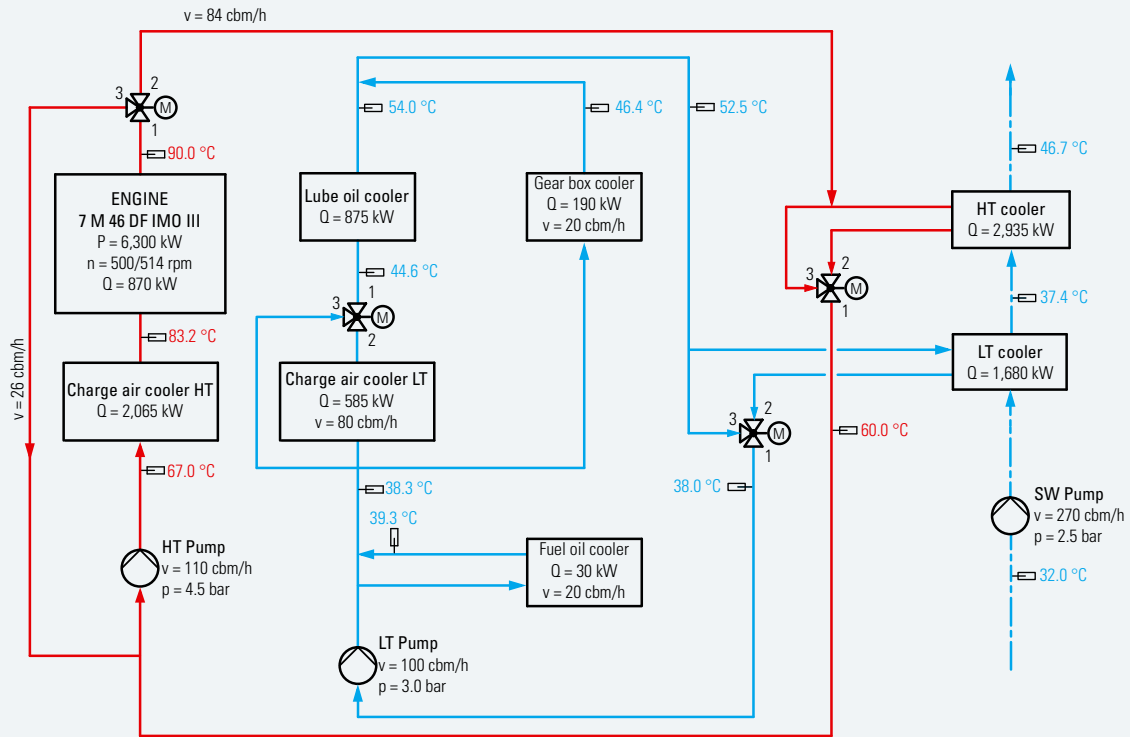 v = 84 cbm/h
3
2
M
1
90.0 °C
ENGINE
7 M 46 DF IMO III
P = 6,300 kW
n = 500/514 rpm
Q = 870 kW
83.2 °C
Charge air cooler HT
Q = 2,065 kW
v = 26 cbm/h
67.0 °C
HT Pump
v = 110 cbm/h
p = 4.5 bar
54.0 °C
Lube oil cooler
Q = 875 kW
44.6 °C
1
3
M
2
Charge air cooler LT
Q = 585 kW
v = 80 cbm/h
38.3 °C
39.3 °C
LT Pump
v = 100 cbm/h
p = 3.0 bar
46.4 °C
Gear box cooler
Q = 190 kW
v = 20 cbm/h
Fuel oil cooler
Q = 30 kW
v = 20 cbm/h
52.5 °C
2
3
M
1
38.0 °C
2
3
M
1
60.0 °C
46.7 °C
HT cooler
Q = 2,935 kW
37.4 °C
LT cooler
Q = 1,680 kW
SW Pump
v = 270 cbm/h
p = 2.5 bar
32.0 °C